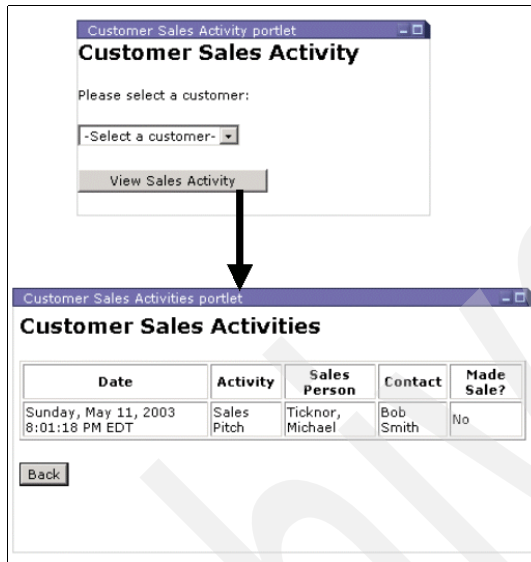 Customer Sales Activity portlet
Customer Sales Activity
Please select a customer:
-Select a customer-
View Sales Activity
Customer Sales Activities portlet
Customer Sales Activities
Date Activity Sales Person Contact Made Sale?
Sunday, May 11, 2003 8:01:18 PM EDT Sales Pitch Ticknor, Michael Bob Smith No
Back